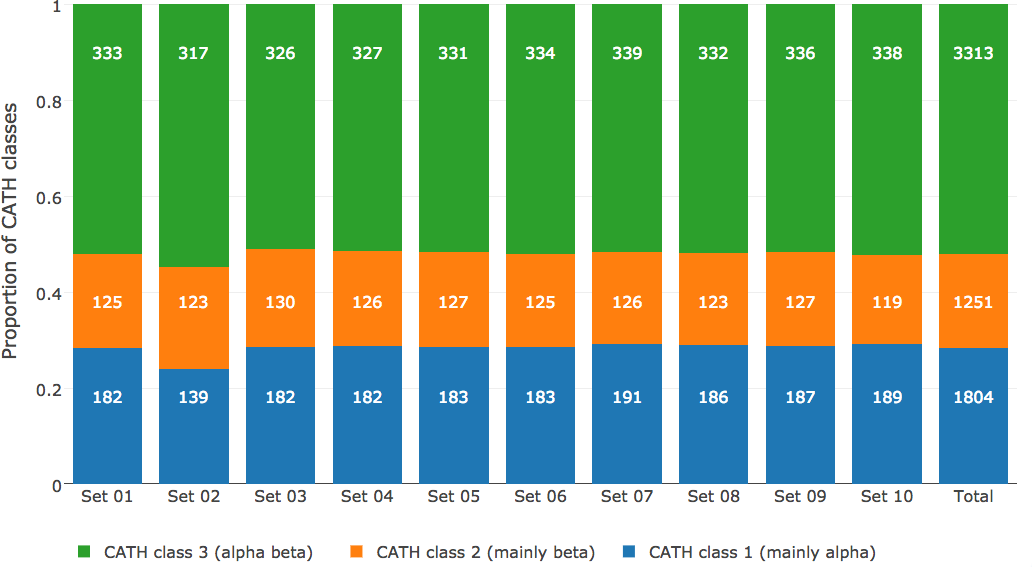 1
0.8
0.6
0.4
0.2
0
Proportion of CATH classes
333 317 326 327 331 334 339 332 336 338 3313
125 123 130 126 127 125 126 123 127 119 1251
182 139 182 182 183 183 191 186 187 189 1804
Set 01 Set 02 Set 03 Set 04 Set 05 Set 06 Set 07 Set 08 Set 09 Set 10 Total
CATH class 3 (alpha beta) CATH class 2 (mainly beta) CATH class 1 (mainly alpha)